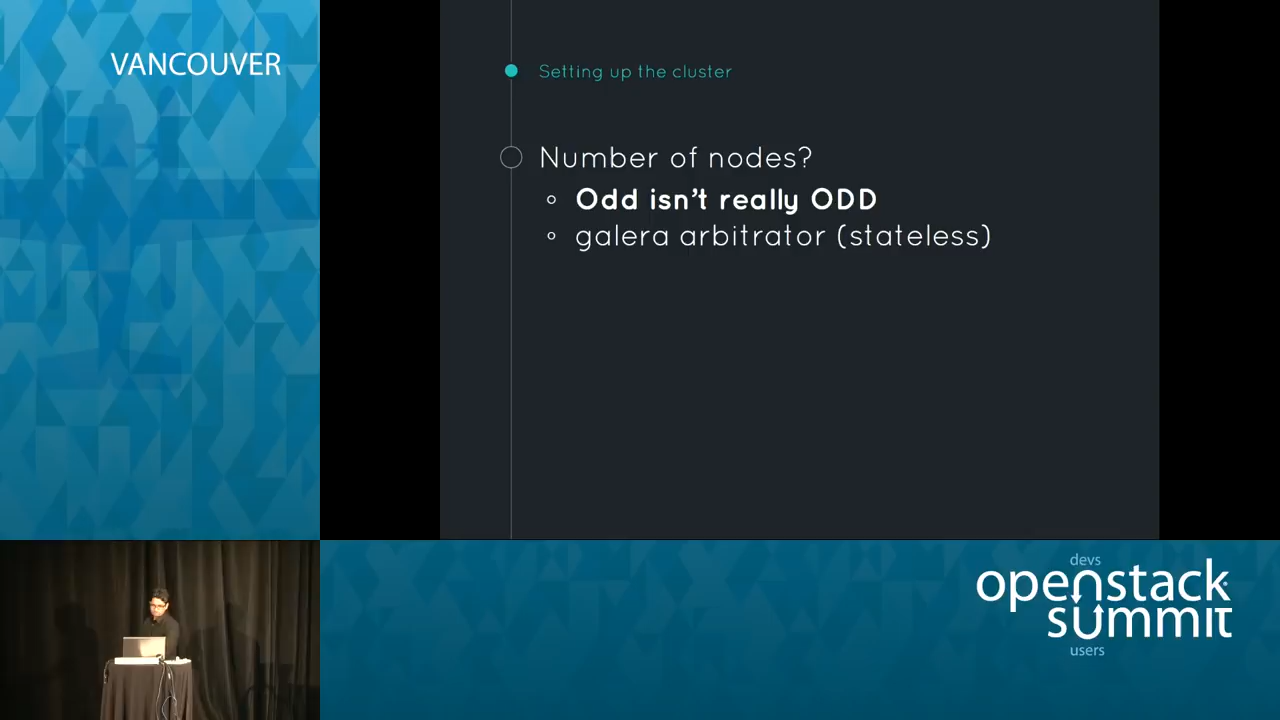 VANCOUVER
Setting up the cluster
Number of nodes?
Odd isn't really ODD
galera arbitrator (stateless)
devs
openstack
summit
users